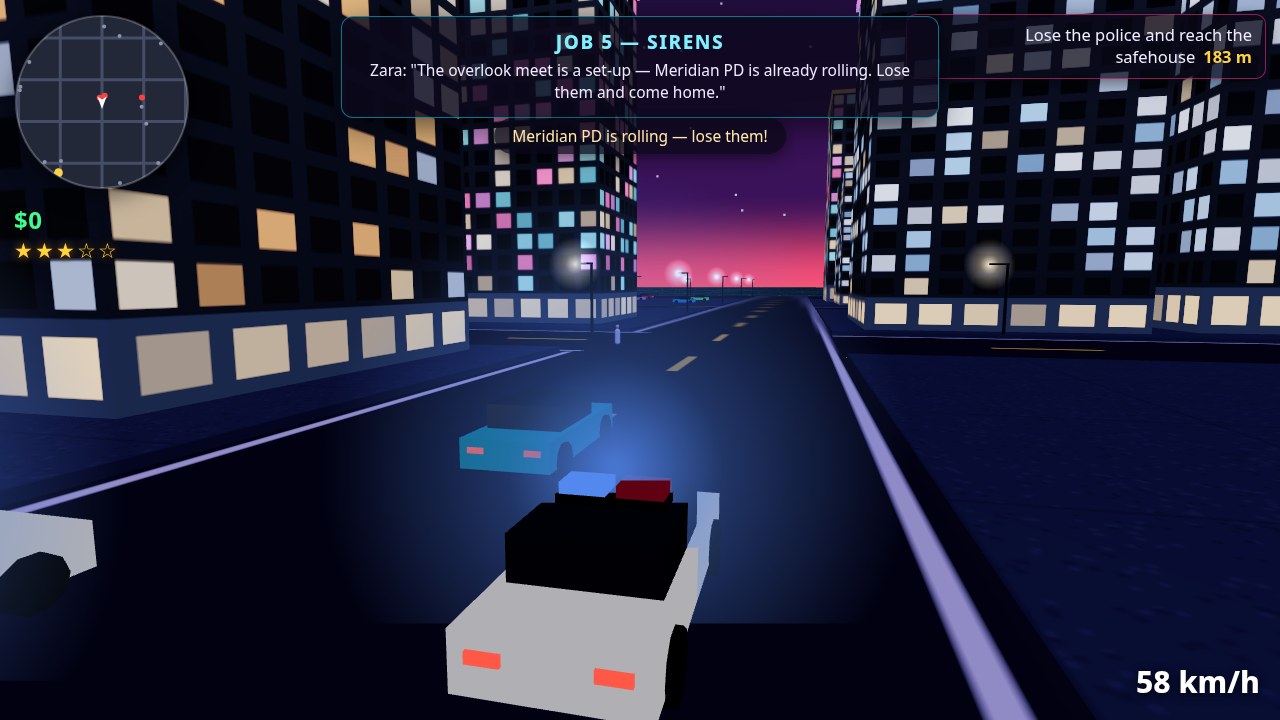 JOB 5 — SIRENS
Zara: "The overlook meet is a set-up — Meridian PD is already rolling. Lose
them and come home."
Lose the police and reach the
safehouse 183 m
Meridian PD is rolling — lose them!
$0
★★★☆☆
58 km/h